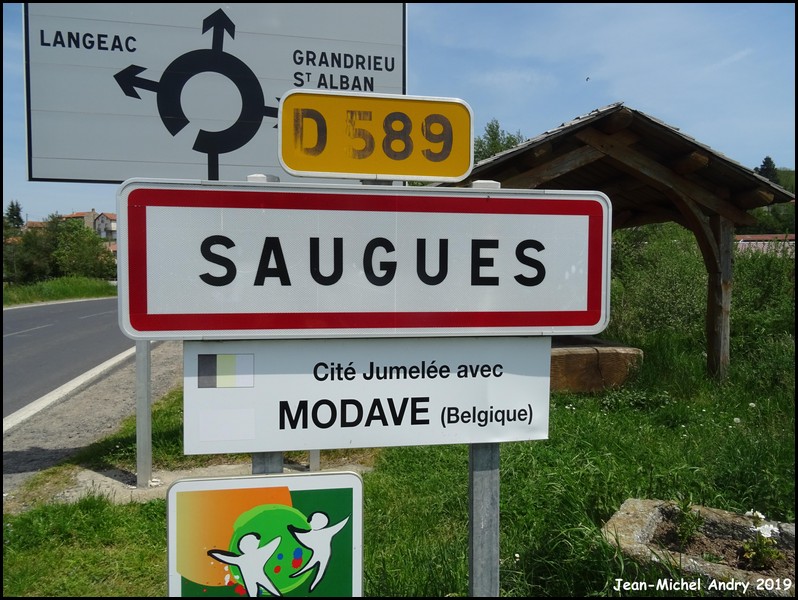 LANGEAC
GRANDRIEU
ST ALBAN
D 589
SAUGUES
Cité Jumelée avec
MODAVE (Belgique)
Jean-Michel Andry 2019